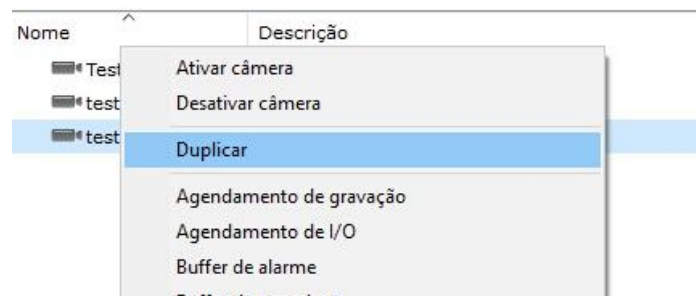 Nome Descrição
Test
Ativar câmera
test
Desativar câmera
test
Duplicar
Agendamento de gravação
Agendamento de I/O
Buffer de alarme